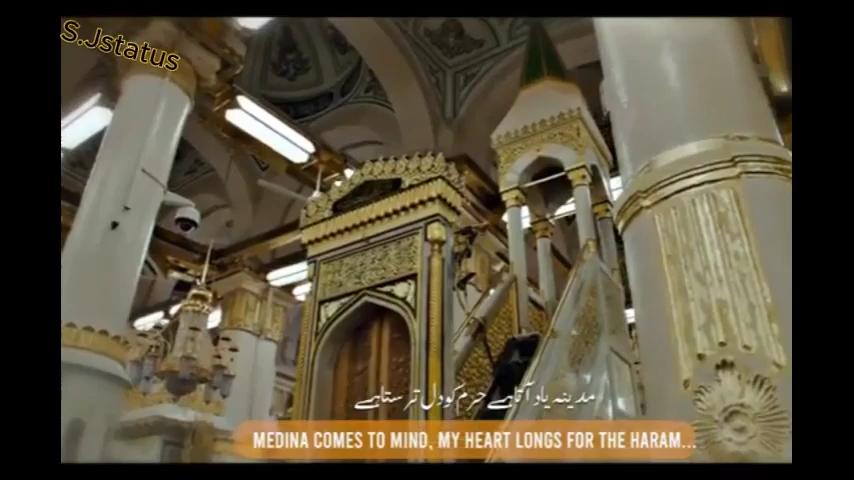 S.Jstatus
مدینہ یاد آتا ہے حرم کو دل ترستا ہے
MEDINA COMES TO MIND, MY HEART LONGS FOR THE HARAM...